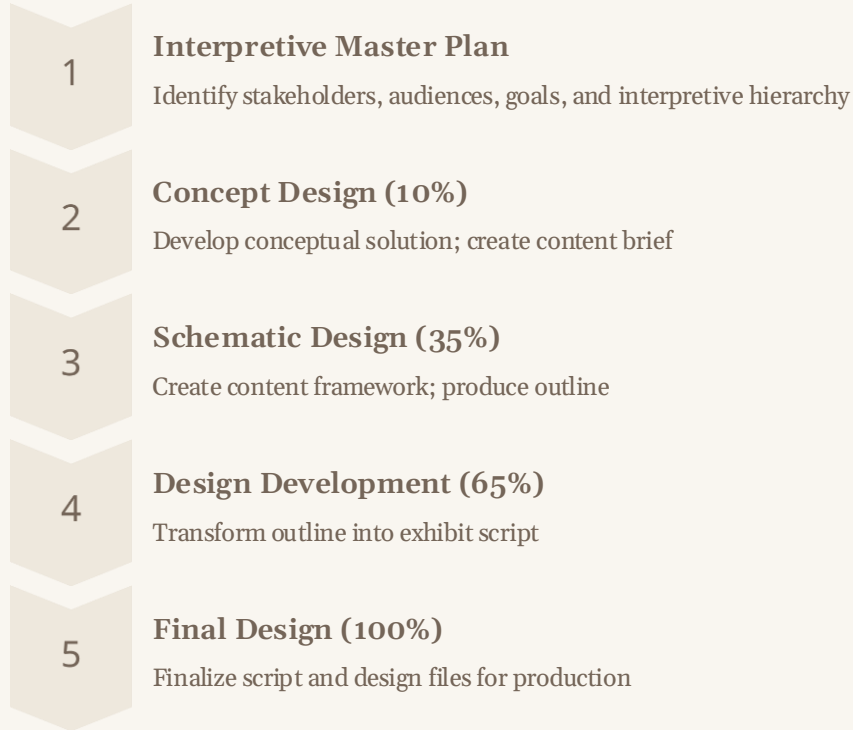 1
Interpretive Master Plan
Identify stakeholders, audiences, goals, and interpretive hierarchy
2
Concept Design (10%)
Develop conceptual solution; create content brief
3
Schematic Design (35%)
Create content framework; produce outline
4
Design Development (65%)
Transform outline into exhibit script
5
Final Design (100%)
Finalize script and design files for production